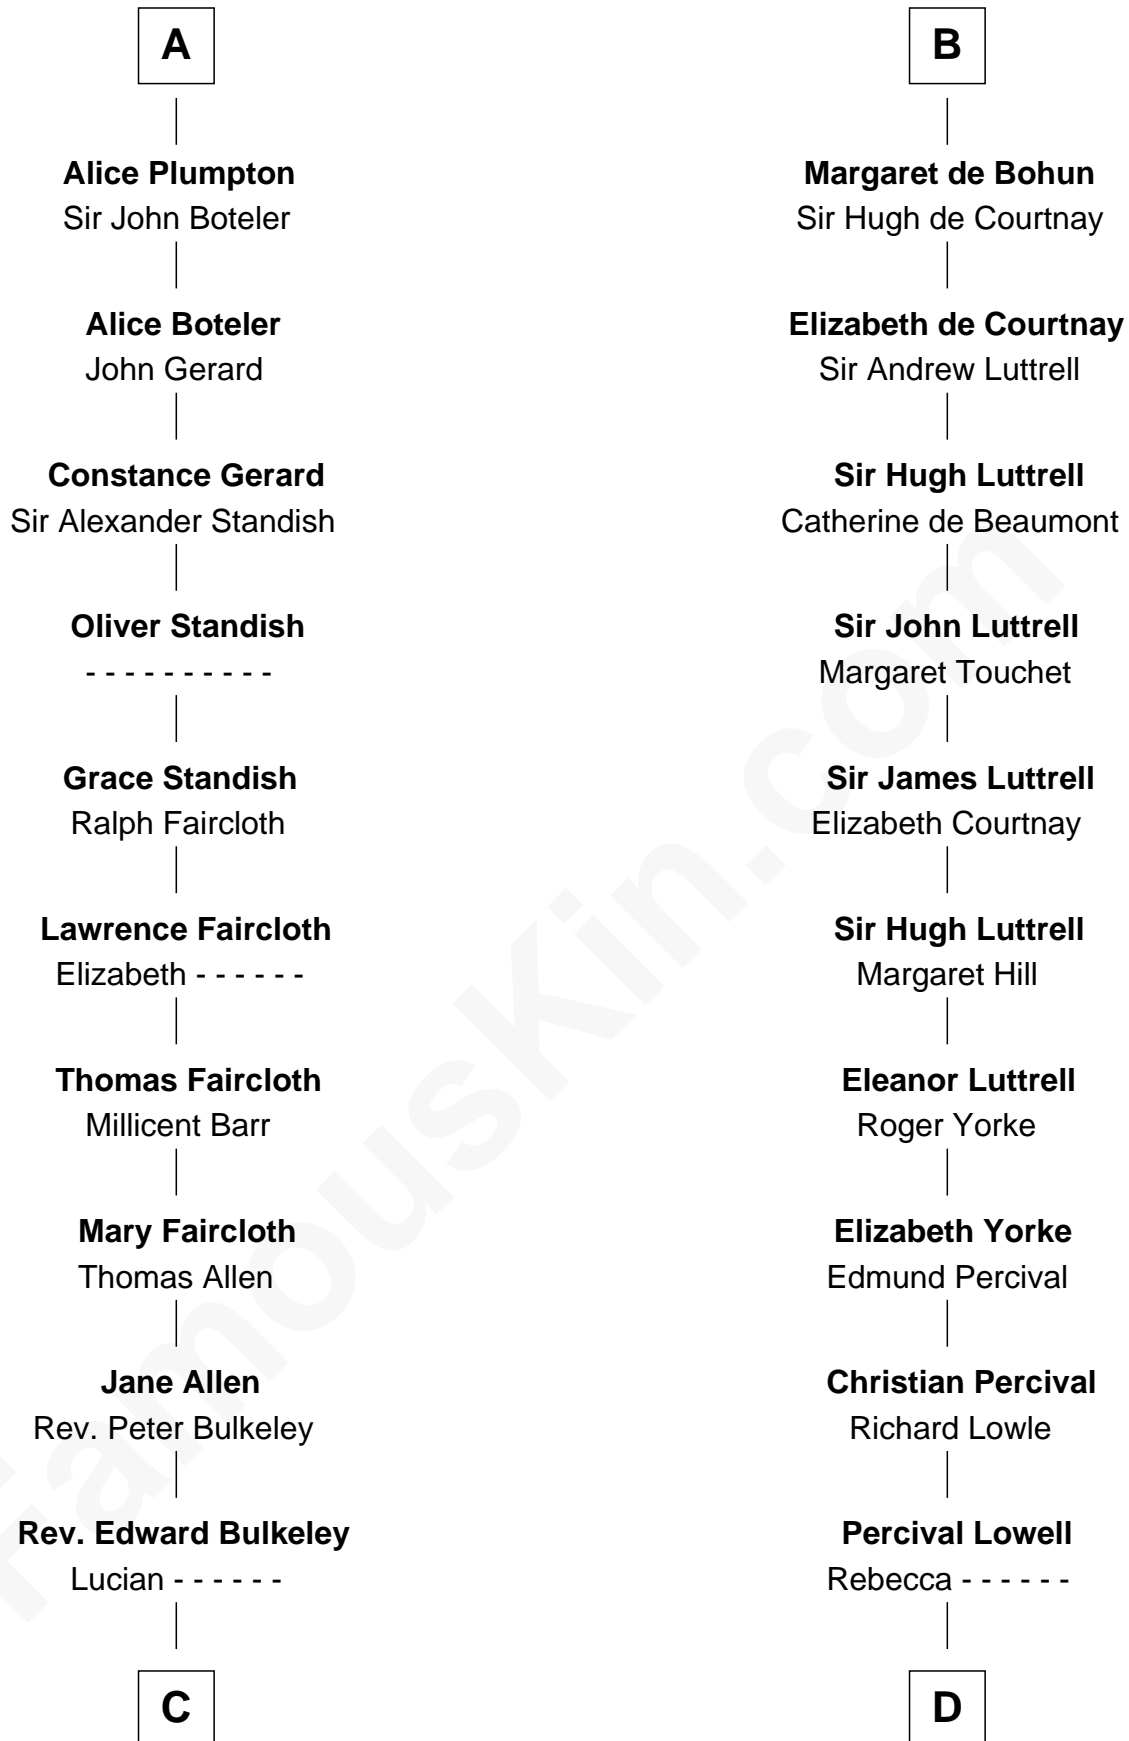 A
Alice Plumpton
Sir John Boteler
Alice Boteler
John Gerard
Constance Gerard
Sir Alexander Standish
Oliver Standish
- - - - - - - - - -
Grace Standish
Ralph Faircloth
Lawrence Faircloth
Elizabeth - - - - - -
Thomas Faircloth
Millicent Barr
Mary Faircloth
Thomas Allen
Jane Allen
Rev. Peter Bulkeley
Rev. Edward Bulkeley
Lucian - - - - - -
C
B
Margaret de Bohun
Sir Hugh de Courtnay
Elizabeth de Courtnay
Sir Andrew Luttrell
Sir Hugh Luttrell
Catherine de Beaumont
Sir John Luttrell
Margaret Touchet
Sir James Luttrell
Elizabeth Courtnay
Sir Hugh Luttrell
Margaret Hill
Eleanor Luttrell
Roger Yorke
Elizabeth Yorke
Edmund Percival
Christian Percival
Richard Lowle
Percival Lowell
Rebecca - - - - - -
D
FamousKin.com